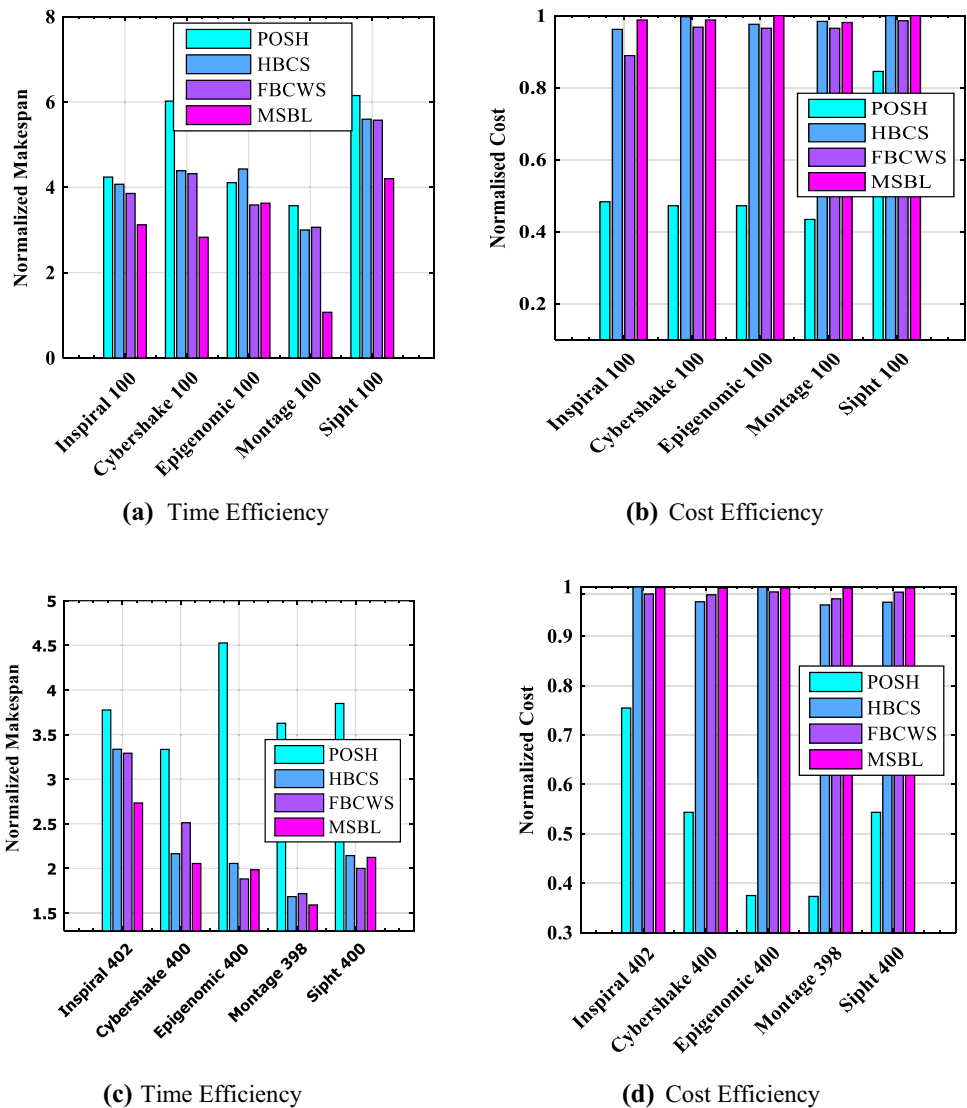 8
6
4
2
0
Normalized Makespan
POSH
HBCS
FBCWS
MSBL
Inspiral 100
Cybershake 100
Epigenomic 100
Montage 100
Sipht 100
(a) Time Efficiency
1
0.8
0.6
0.4
0.2
Normalised Cost
POSH
HBCS
FBCWS
MSBL
Inspiral 100
Cybershake 100
Epigenomic 100
Montage 100
Sipht 100
(b) Cost Efficiency
5
4.5
4
3.5
3
2.5
2
1.5
Normalized Makespan
POSH
HBCS
FBCWS
MSBL
Inspiral 402
Cybershake 400
Epigenomic 400
Montage 398
Sipht 400
(c) Time Efficiency
1
0.9
0.8
0.7
0.6
0.5
0.4
0.3
Normalized Cost
POSH
HBCS
FBCWS
MSBL
Inspiral 402
Cybershake 400
Epigenomic 400
Montage 398
Sipht 400
(d) Cost Efficiency